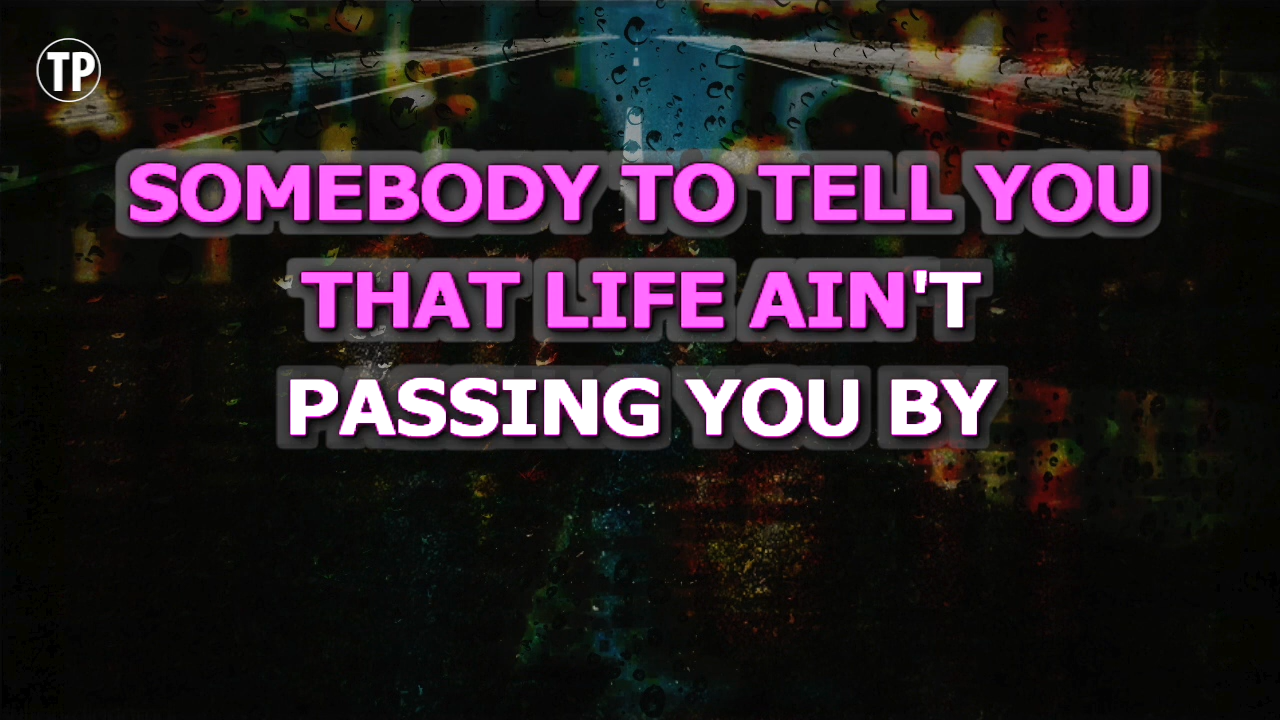 TP
SOMEBODY TO TELL YOU
THAT LIFE AIN'T
PASSING YOU BY